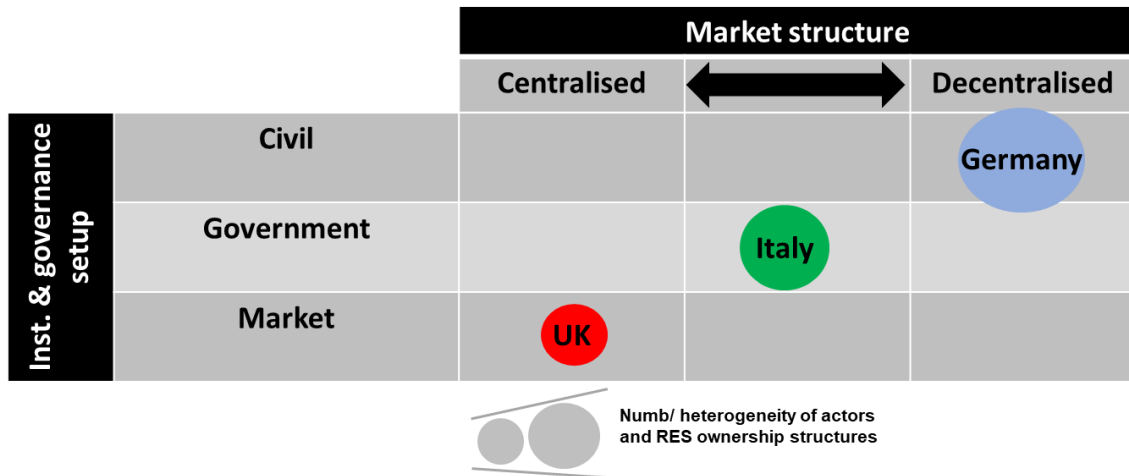 Market structure
Centralised
Decentralised
Inst. & governance
setup
Civil
Germany
Government
Italy
Market
UK
Numb/ heterogeneity of actors
and RES ownership structures